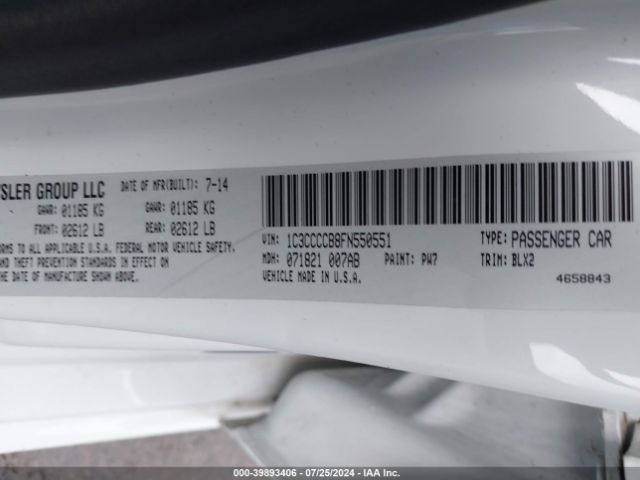 SLER GROUP LLC DATE OF MFR(BUILT): 7-14
GAWR: 01185 KG GAWR: 01185 KG
FRONT: 02612 LB REAR: 02612 LB
ORMS TO ALL APPLICABLE U.S.A. FEDERAL MOTOR VEHICLE SAFETY,
AND THEFT PREVENTION STANDARDS IN EFFECT ON
DATE OF MANUFACTURE SHOWN ABOVE.
VIN: 1C3CCCCB8FN550551 TYPE: PASSENGER CAR
MDH: 071821 007AB PAINT: PW7 TRIM: BLX2
VEHICLE MADE IN U.S.A. 4658843
000-39893406 / 07/25/2024 - IAA Inc.